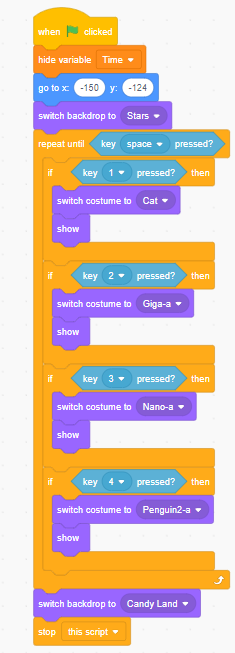 when clicked
hide variable Time
go to x: -150 y: -124
switch backdrop to Stars
repeat until key space pressed?
if key 1 pressed? then
switch costume to Cat
show
if key 2 pressed? then
switch costume to Giga-a
show
if key 3 pressed? then
switch costume to Nano-a
show
if key 4 pressed? then
switch costume to Penguin2-a
show
switch backdrop to Candy Land
stop this script